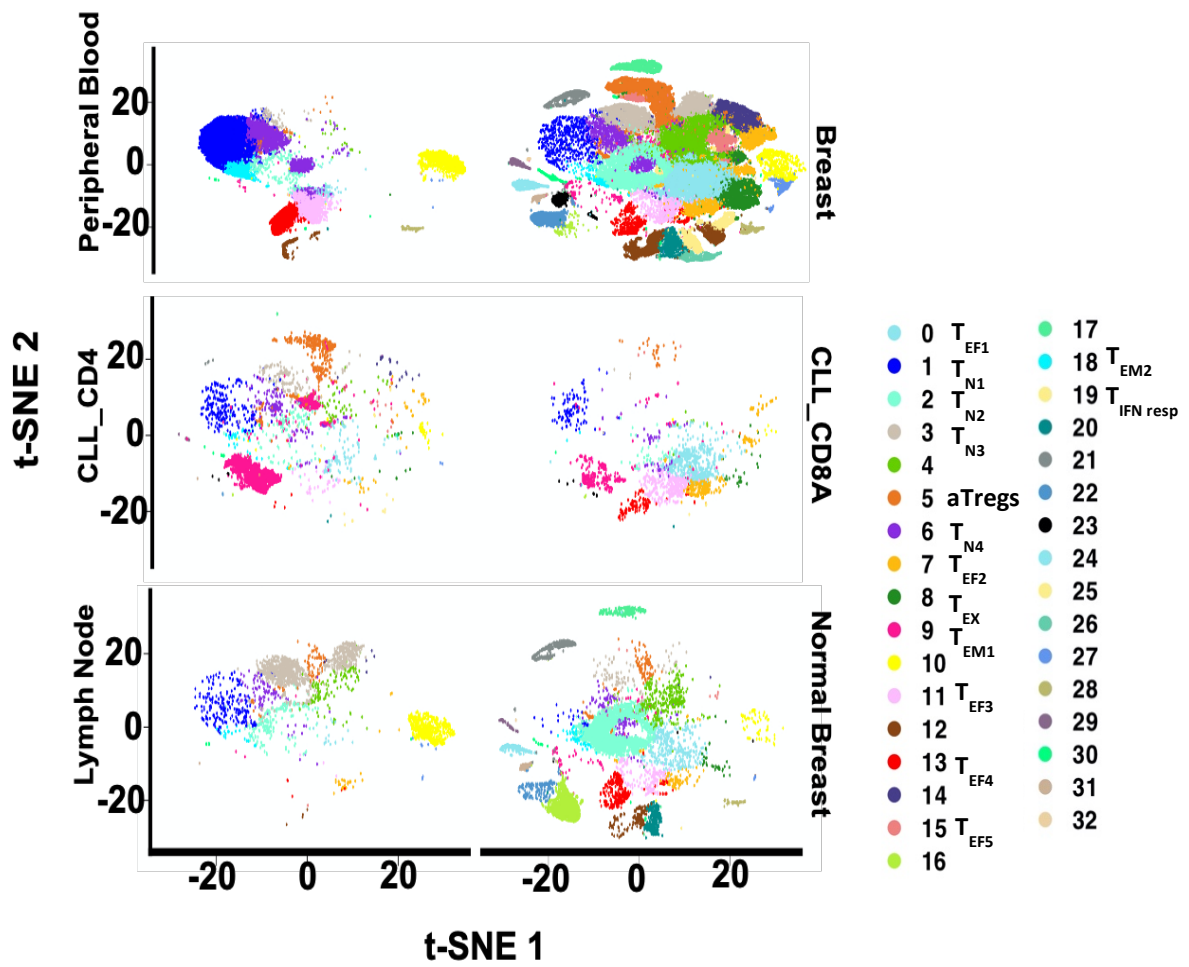 Peripheral Blood
20
0
-20
Breast
t-SNE 2
CLL_CD4
20
0
-20
CLL_CD8A
Lymph Node
20
0
-20
Normal Breast
-20 0 20
-20 0 20
t-SNE 1
0 TEF1
1 TN1
2 TN2
3 TN3
4
5 aTregs
6 TN4
7 TEF2
8 TEX
9 TEM1
10
11 TEF3
12
13 TEF4
14
15 TEF5
16
17
18 TEM2
19 TIFN resp
20
21
22
23
24
25
26
27
28
29
30
31
32